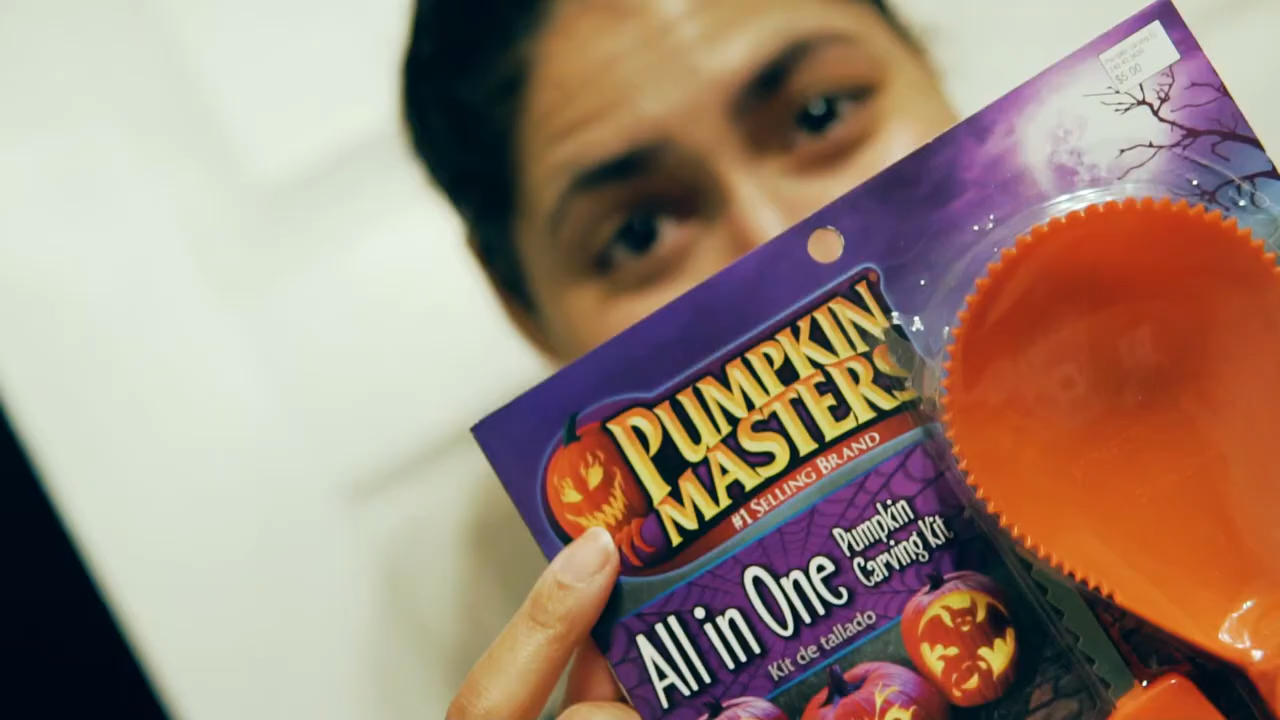 $5.00
PUMPKIN
MASTERS
#1 SELLING BRAND
All in One
Pumpkin
Carving Kit
Kit de tallado